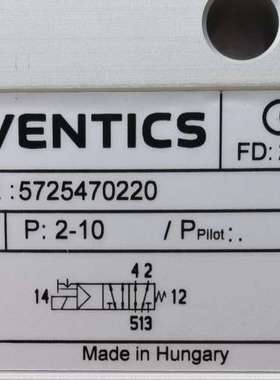 VENTICS
FD:
: 5725470220
P: 2-10 / PPilot:.
4 2
14 12
513
Made in Hungary